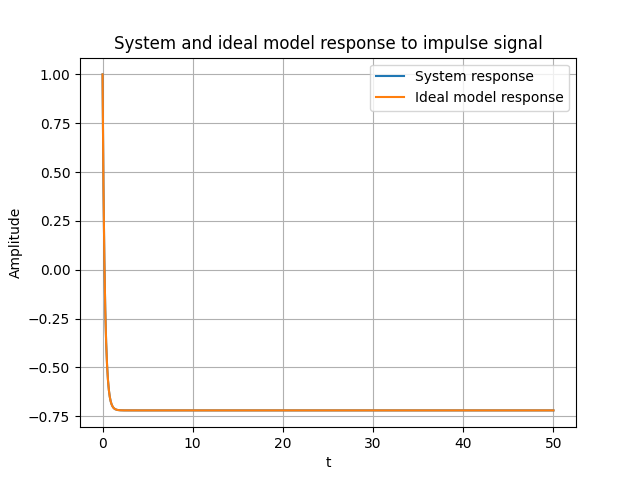 System and ideal model response to impulse signal
System response
Ideal model response
Amplitude
1.00
0.75
0.50
0.25
0.00
−0.25
−0.50
−0.75
0 10 20 30 40 50
t